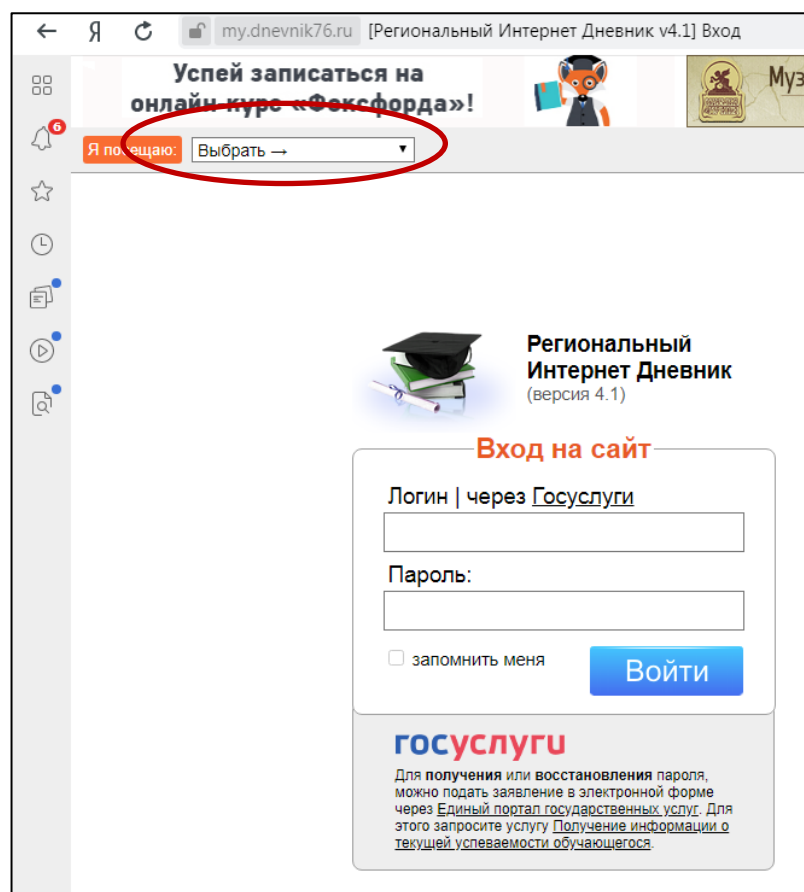 my.dnevnik76.ru [Региональный Интернет Дневник v4.1] Вход
Успей записаться на
онлайн-курс «Фоксфорда»!
Муз
6
Я посещаю: Выбрать →
Региональный
Интернет Дневник
(версия 4.1)
Вход на сайт
Логин | через Госуслуги
Пароль:
запомнить меня
Войти
госуслуги
Для получения или восстановления пароля,
можно подать заявление в электронной форме
через Единый портал государственных услуг. Для
этого запросите услугу Получение информации о
текущей успеваемости обучающегося.